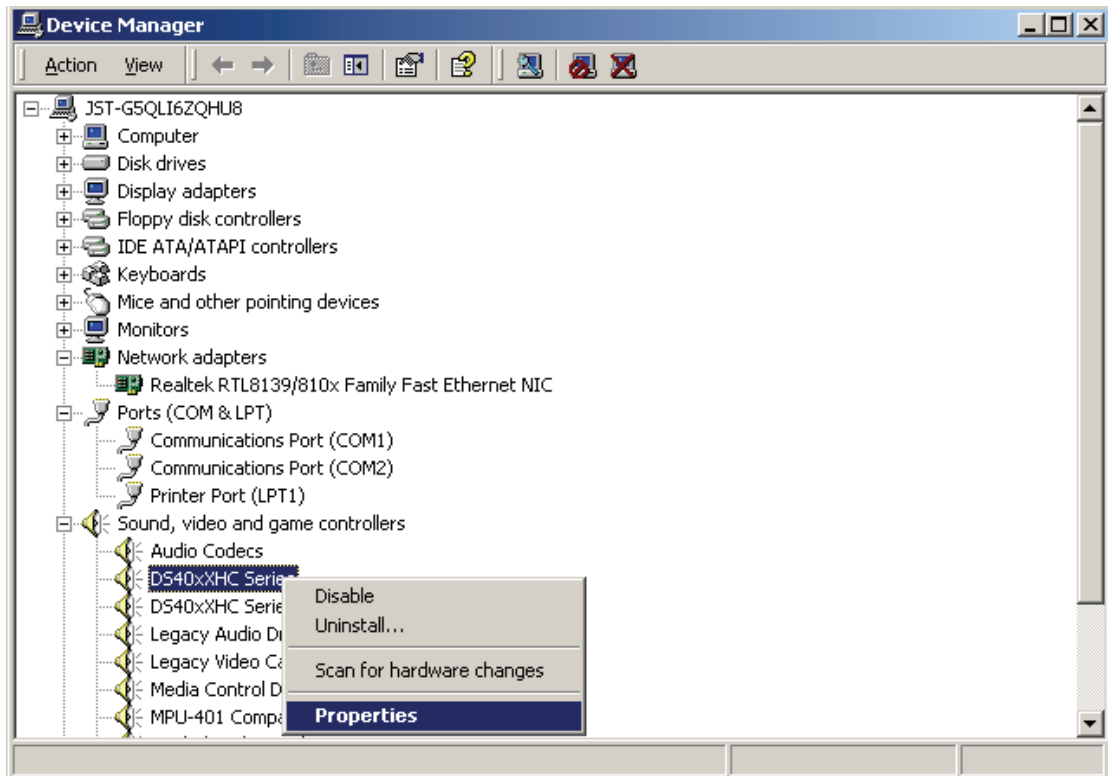 Device Manager
Action View
JST-G5QLI6ZQHU8
Computer
Disk drives
Display adapters
Floppy disk controllers
IDE ATA/ATAPI controllers
Keyboards
Mice and other pointing devices
Monitors
Network adapters
Realtek RTL8139/810x Family Fast Ethernet NIC
Ports (COM & LPT)
Communications Port (COM1)
Communications Port (COM2)
Printer Port (LPT1)
Sound, video and game controllers
Audio Codecs
DS40xXHC Series
DS40xXHC Serie
Legacy Audio
Legacy Video
Media Control
MPU-401
Disable
Uninstall...
Scan for hardware changes
Properties